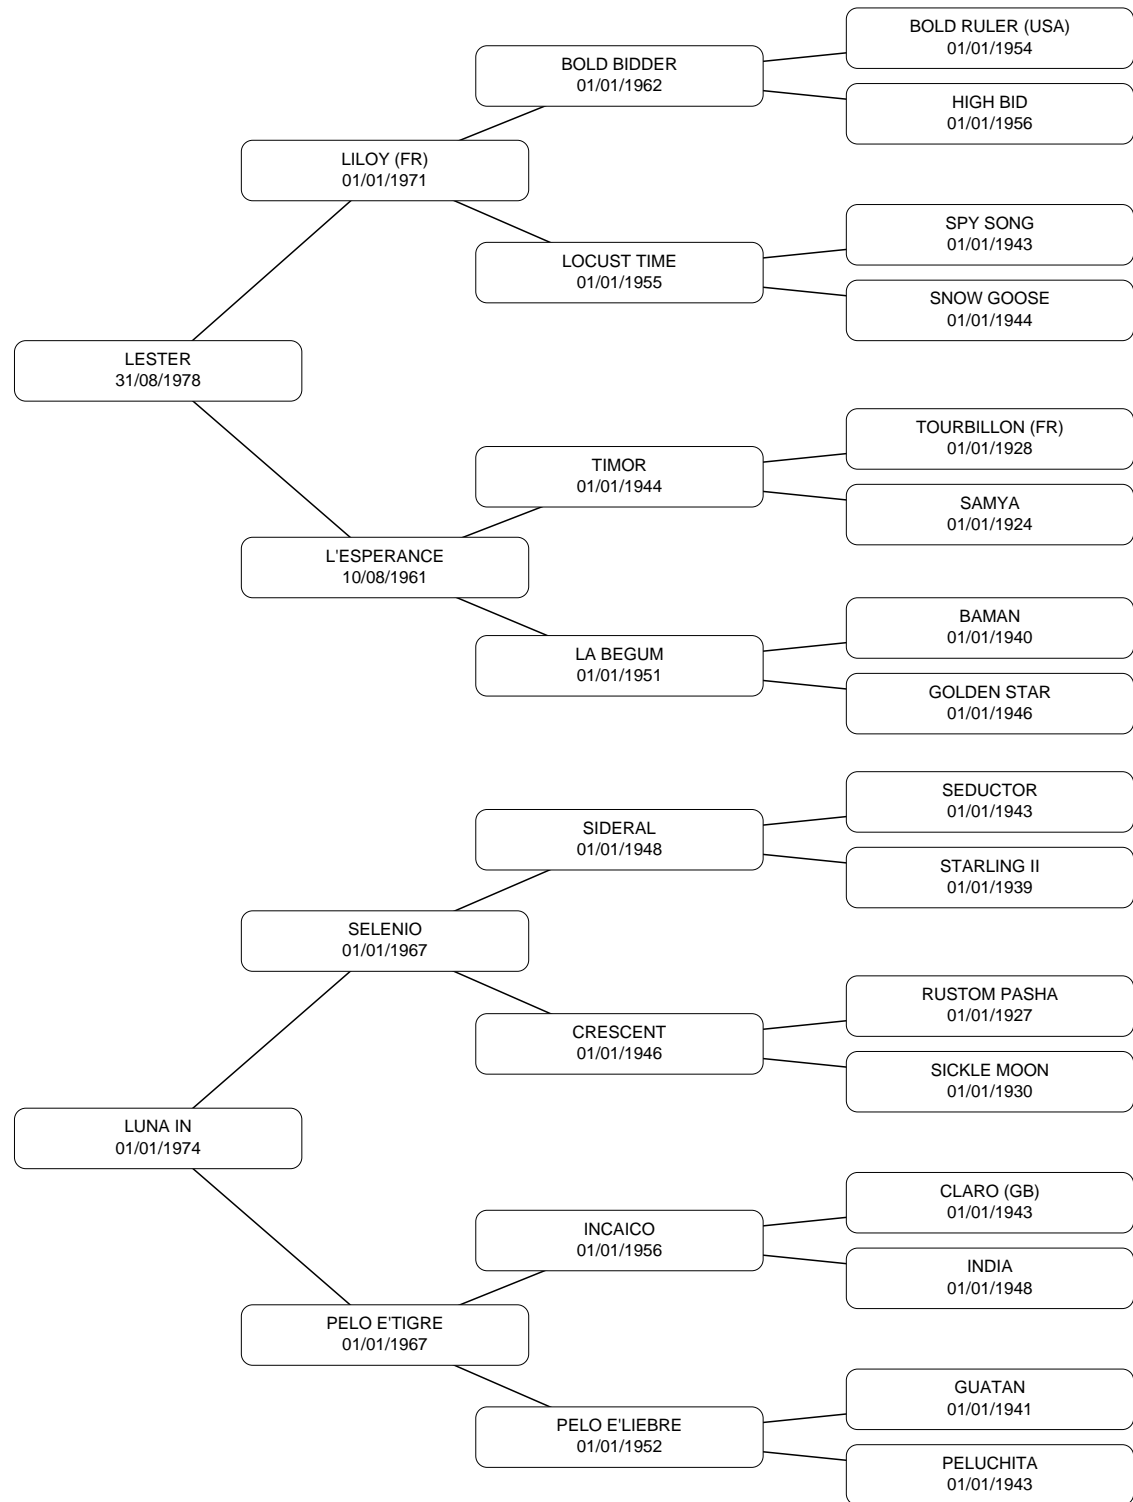 BOLD RULER (USA)
01/01/1954
BOLD BIDDER
01/01/1962
HIGH BID
01/01/1956
LILOY (FR)
01/01/1971
SPY SONG
01/01/1943
LOCUST TIME
01/01/1955
SNOW GOOSE
01/01/1944
LESTER
31/08/1978
TOURBILLON (FR)
01/01/1928
TIMOR
01/01/1944
SAMYA
01/01/1924
L'ESPERANCE
10/08/1961
BAMAN
01/01/1940
LA BEGUM
01/01/1951
GOLDEN STAR
01/01/1946
SEDUCTOR
01/01/1943
SIDERAL
01/01/1948
STARLING II
01/01/1939
SELENIO
01/01/1967
RUSTOM PASHA
01/01/1927
CRESCENT
01/01/1946
SICKLE MOON
01/01/1930
LUNA IN
01/01/1974
CLARO (GB)
01/01/1943
INCAICO
01/01/1956
INDIA
01/01/1948
PELO E'TIGRE
01/01/1967
GUATAN
01/01/1941
PELO E'LIEBRE
01/01/1952
PELUCHITA
01/01/1943